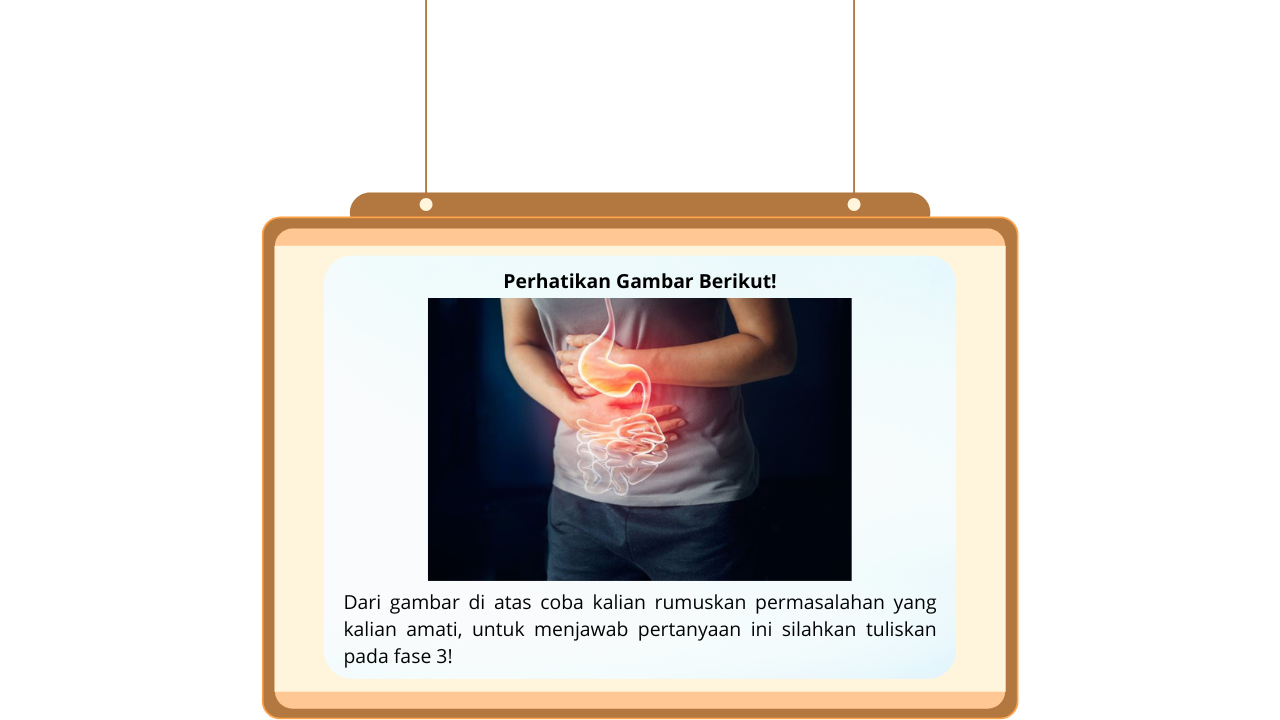 Perhatikan Gambar Berikut!
Dari gambar di atas coba kalian rumuskan permasalahan yang
kalian amati, untuk menjawab pertanyaan ini silahkan tuliskan
pada fase 3!